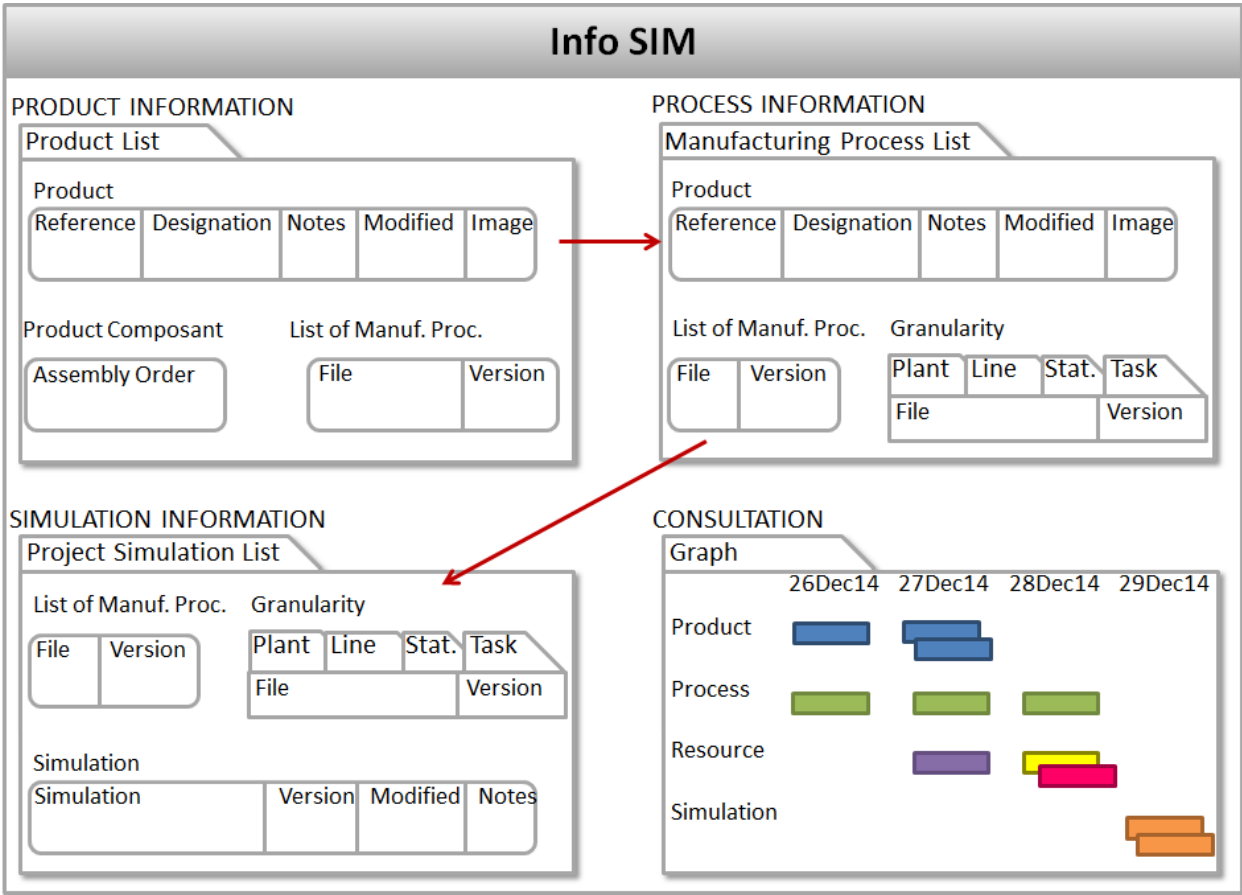 Info SIM
PRODUCT INFORMATION
Product List
Product
Reference Designation Notes Modified Image
Product Composant List of Manuf. Proc.
Assembly Order File Version
PROCESS INFORMATION
Manufacturing Process List
Product
Reference Designation Notes Modified Image
List of Manuf. Proc. Granularity
File Version Plant Line Stat. Task
File Version
SIMULATION INFORMATION
Project Simulation List
List of Manuf. Proc. Granularity
File Version Plant Line Stat. Task
File Version
Simulation
Simulation Version Modified Notes
CONSULTATION
Graph
26Dec14 27Dec14 28Dec14 29Dec14
Product
Process
Resource
Simulation